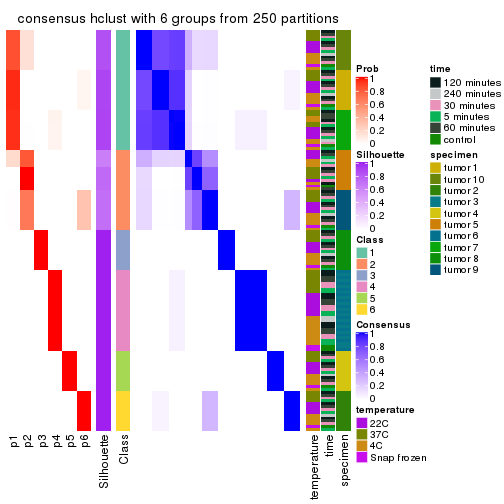 consensus hclust with 6 groups from 250 partitions
Prob
1
0.8
0.6
0.4
0.2
0
Silhouette
1
0.8
0.6
0.4
0.2
0
Class
1
2
3
4
5
6
Consensus
1
0.8
0.6
0.4
0.2
0
temperature
22C
37C
4C
Snap frozen
time
120 minutes
240 minutes
30 minutes
5 minutes
60 minutes
control
specimen
tumor 1
tumor 10
tumor 2
tumor 3
tumor 4
tumor 5
tumor 6
tumor 7
tumor 8
tumor 9
p1
p2
p3
p4
p5
p6
Silhouette
Class
temperature
time
specimen